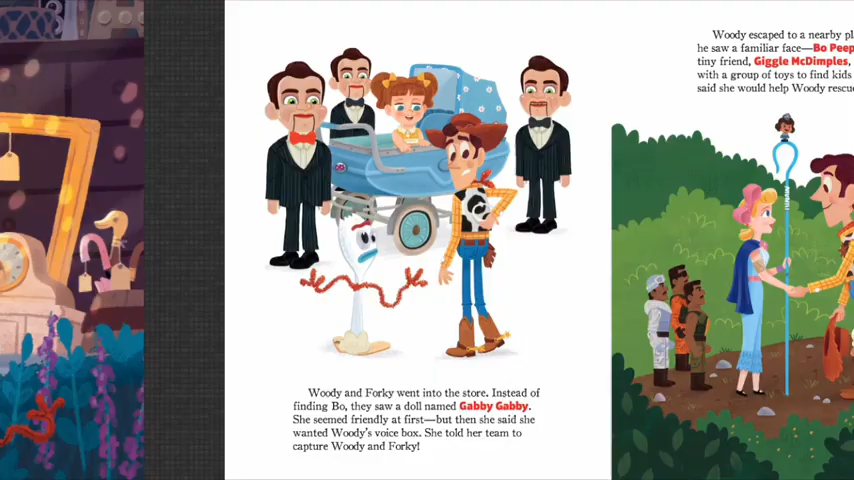 Woody and Forky went into the store. Instead of
finding Bo, they saw a doll named Gabby Gabby.
She seemed friendly at first—but then she said she
wanted Woody's voice box. She told her team to
capture Woody and Forky!
Woody escaped to a nearby
he saw a familiar face—Bo Peep
tiny friend, Giggle McDimples,
with a group of toys to find kids
said she would help Woody